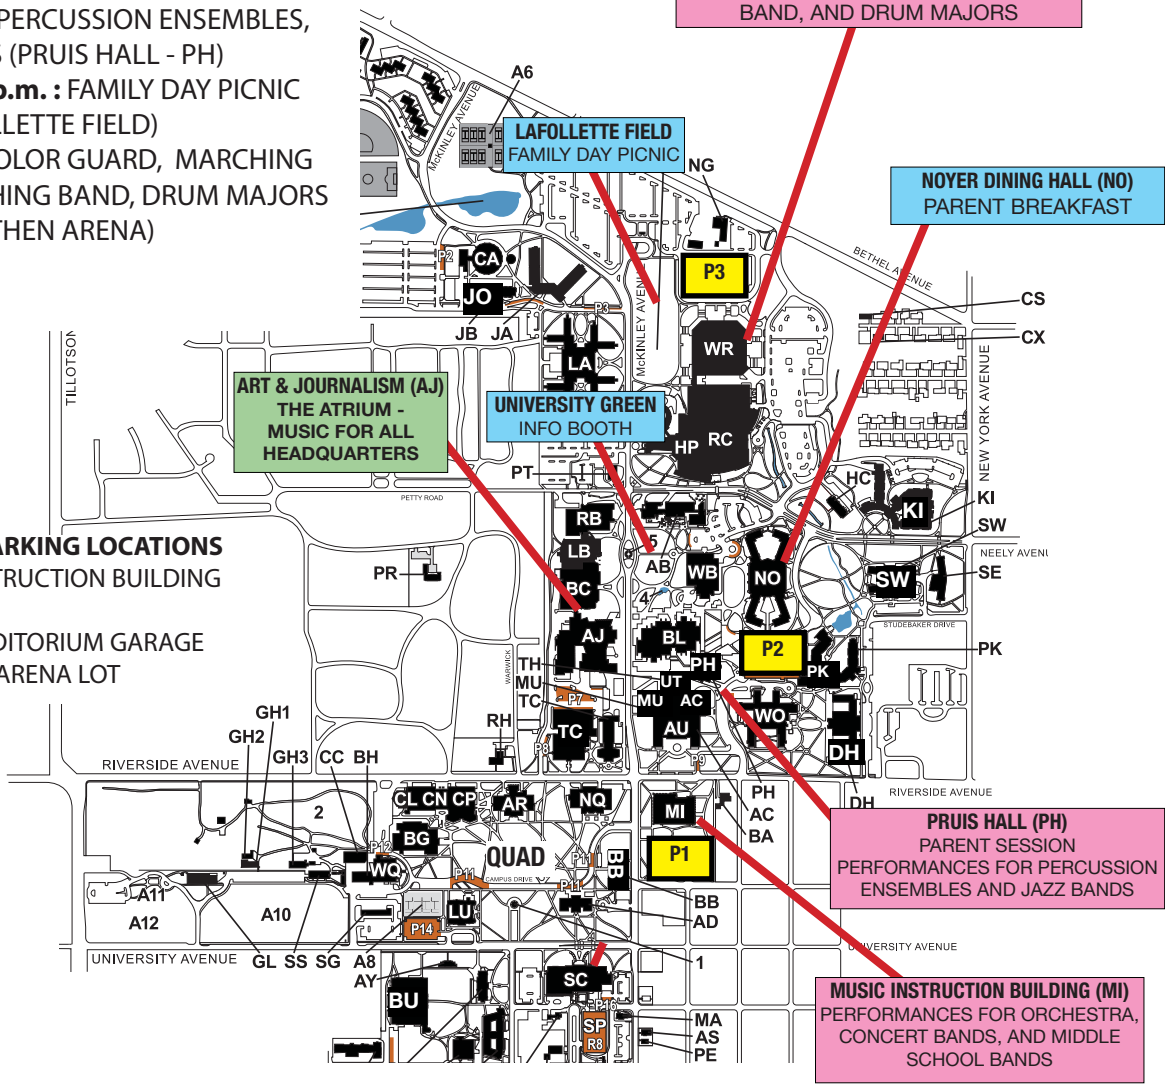 PERCUSSION ENSEMBLES,
(PRUIS HALL - PH)
p.m. : FAMILY DAY PICNIC
LLETTE FIELD)
COLOR GUARD, MARCHING
HING BAND, DRUM MAJORS
THEN ARENA)
BAND, AND DRUM MAJORS
A6
McKINLEY AVENUE
LAFOLLETTE FIELD
FAMILY DAY PICNIC
NG
NOYER DINING HALL (NO)
PARENT BREAKFAST
BETHEL AVENUE
P2
CA
P3
JO
P3
JB JA
McKINLEY AVENUE
CS
CX
WR
TILLOTSON
LA
NEW YORK AVENUE
ART & JOURNALISM (AJ)
THE ATRIUM -
MUSIC FOR ALL
HEADQUARTERS
UNIVERSITY GREEN
INFO BOOTH
HP RC
PT
HC
PETTY ROAD
KI
KI
RB
SW
ARKING LOCATIONS
TRUCTION BUILDING
LB
5
AB
NEELY AVENU
PR
BC
WB
NO
SW
SE
4
STUDEBAKER DRIVE
DITORIUM GARAGE
ARENA LOT
AJ
BL
P2
PK
PK
WARWICK
TH
MU
TC
PH
UT
P7
MU AC
WO
GH1
RH
P8
TC
AU
DH
GH2
RIVERSIDE AVENUE
GH3 CC BH
P9
PH
AC
BA
DH
RIVERSIDE AVENUE
2
CL CN CP
AR
NQ
MI
PRUIS HALL (PH)
PARENT SESSION
PERFORMANCES FOR PERCUSSION
ENSEMBLES AND JAZZ BANDS
BG
P12
QUAD
P11
P1
WQ
P11
CAMPUS DRIVE
P11
BB
A11
A12
A10
LU
BB
AD
P14
UNIVERSITY AVENUE
UNIVERSITY AVENUE
GL SS SG A8
AY
1
SC
BU
MUSIC INSTRUCTION BUILDING (MI)
PERFORMANCES FOR ORCHESTRA,
CONCERT BANDS, AND MIDDLE
SCHOOL BANDS
P16
SP
R8
MA
AS
PE